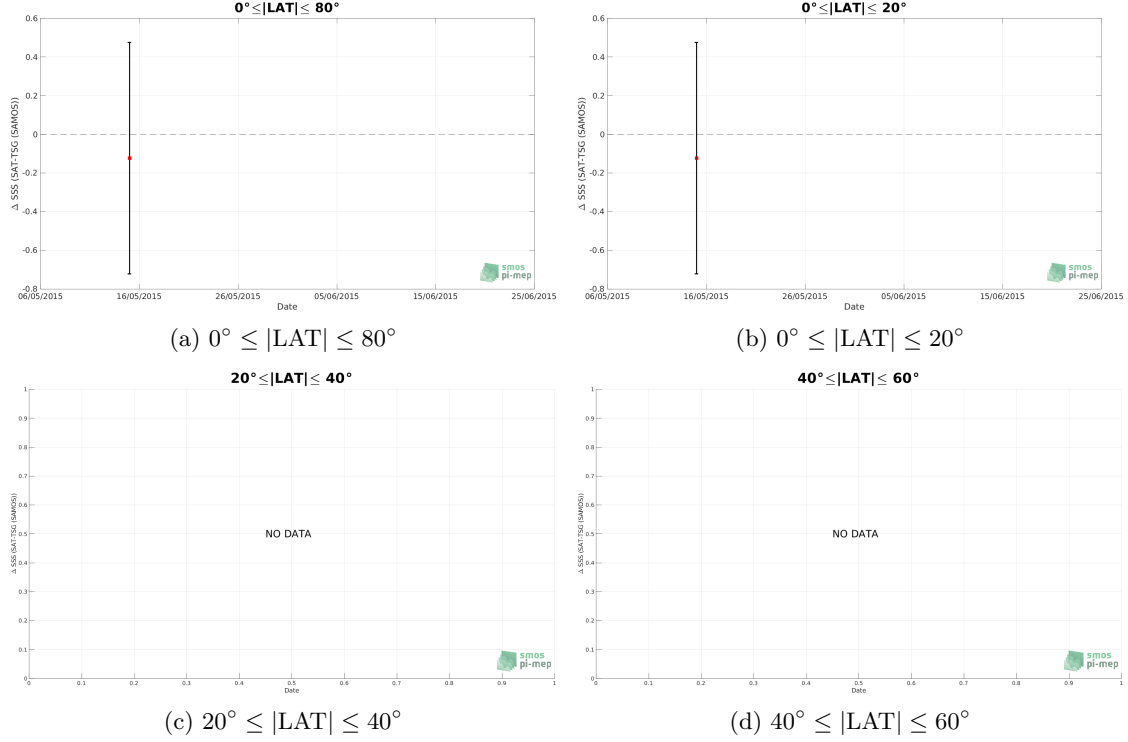 0°≤|LAT|≤ 80°
0.6
0.4
0.2
0
-0.2
-0.4
-0.6
-0.8
Δ SSS (SAT-TSG (SAMOS))
06/05/2015 16/05/2015 26/05/2015 05/06/2015 15/06/2015 25/06/2015
Date
smos
pi-mep
(a) 0° ≤ |LAT| ≤ 80°
0°≤|LAT|≤ 20°
0.6
0.4
0.2
0
-0.2
-0.4
-0.6
-0.8
Δ SSS (SAT-TSG (SAMOS))
06/05/2015 16/05/2015 26/05/2015 05/06/2015 15/06/2015 25/06/2015
Date
smos
pi-mep
(b) 0° ≤ |LAT| ≤ 20°
20°≤|LAT|≤ 40°
1
0.9
0.8
0.7
0.6
0.5
0.4
0.3
0.2
0.1
0
Δ SSS (SAT-TSG (SAMOS))
NO DATA
0 0.1 0.2 0.3 0.4 0.5 0.6 0.7 0.8 0.9 1
Date
smos
pi-mep
(c) 20° ≤ |LAT| ≤ 40°
40°≤|LAT|≤ 60°
1
0.9
0.8
0.7
0.6
0.5
0.4
0.3
0.2
0.1
0
Δ SSS (SAT-TSG (SAMOS))
NO DATA
0 0.1 0.2 0.3 0.4 0.5 0.6 0.7 0.8 0.9 1
Date
smos
pi-mep
(d) 40° ≤ |LAT| ≤ 60°